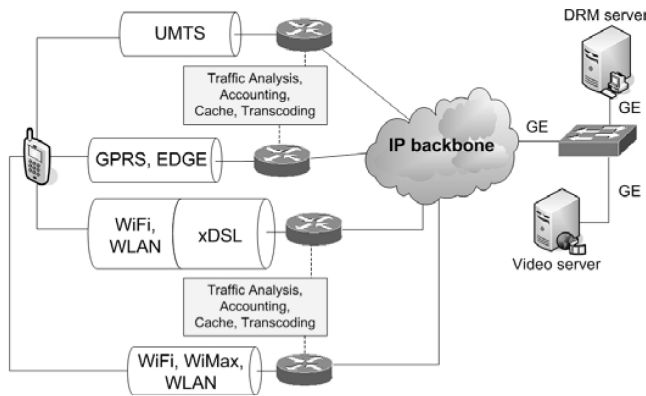 DRM server
UMTS
Traffic Analysis,
Accounting,
Cache, Transcoding
GE
GE
IP backbone
GPRS, EDGE
GE
WiFi,
WLAN
xDSL
Video server
Traffic Analysis,
Accounting,
Cache, Transcoding
WiFi, WiMax,
WLAN